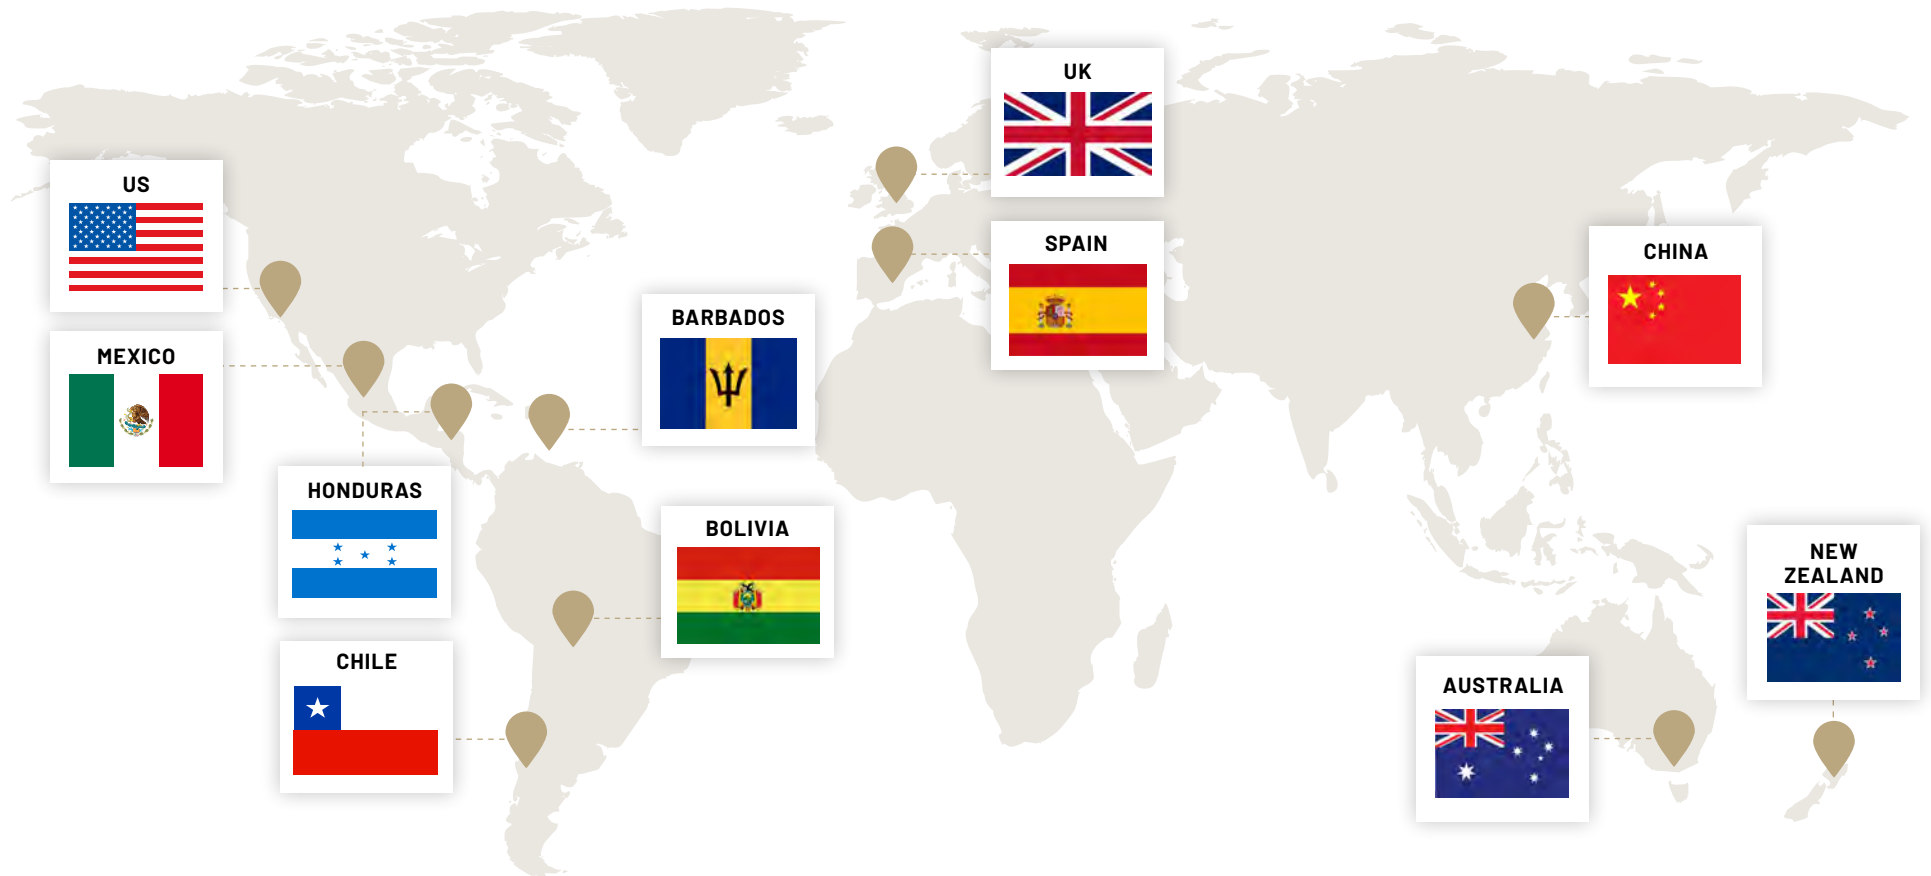 UK
US
SPAIN
CHINA
BARBADOS
MEXICO
HONDURAS
BOLIVIA
NEW
ZEALAND
CHILE
AUSTRALIA